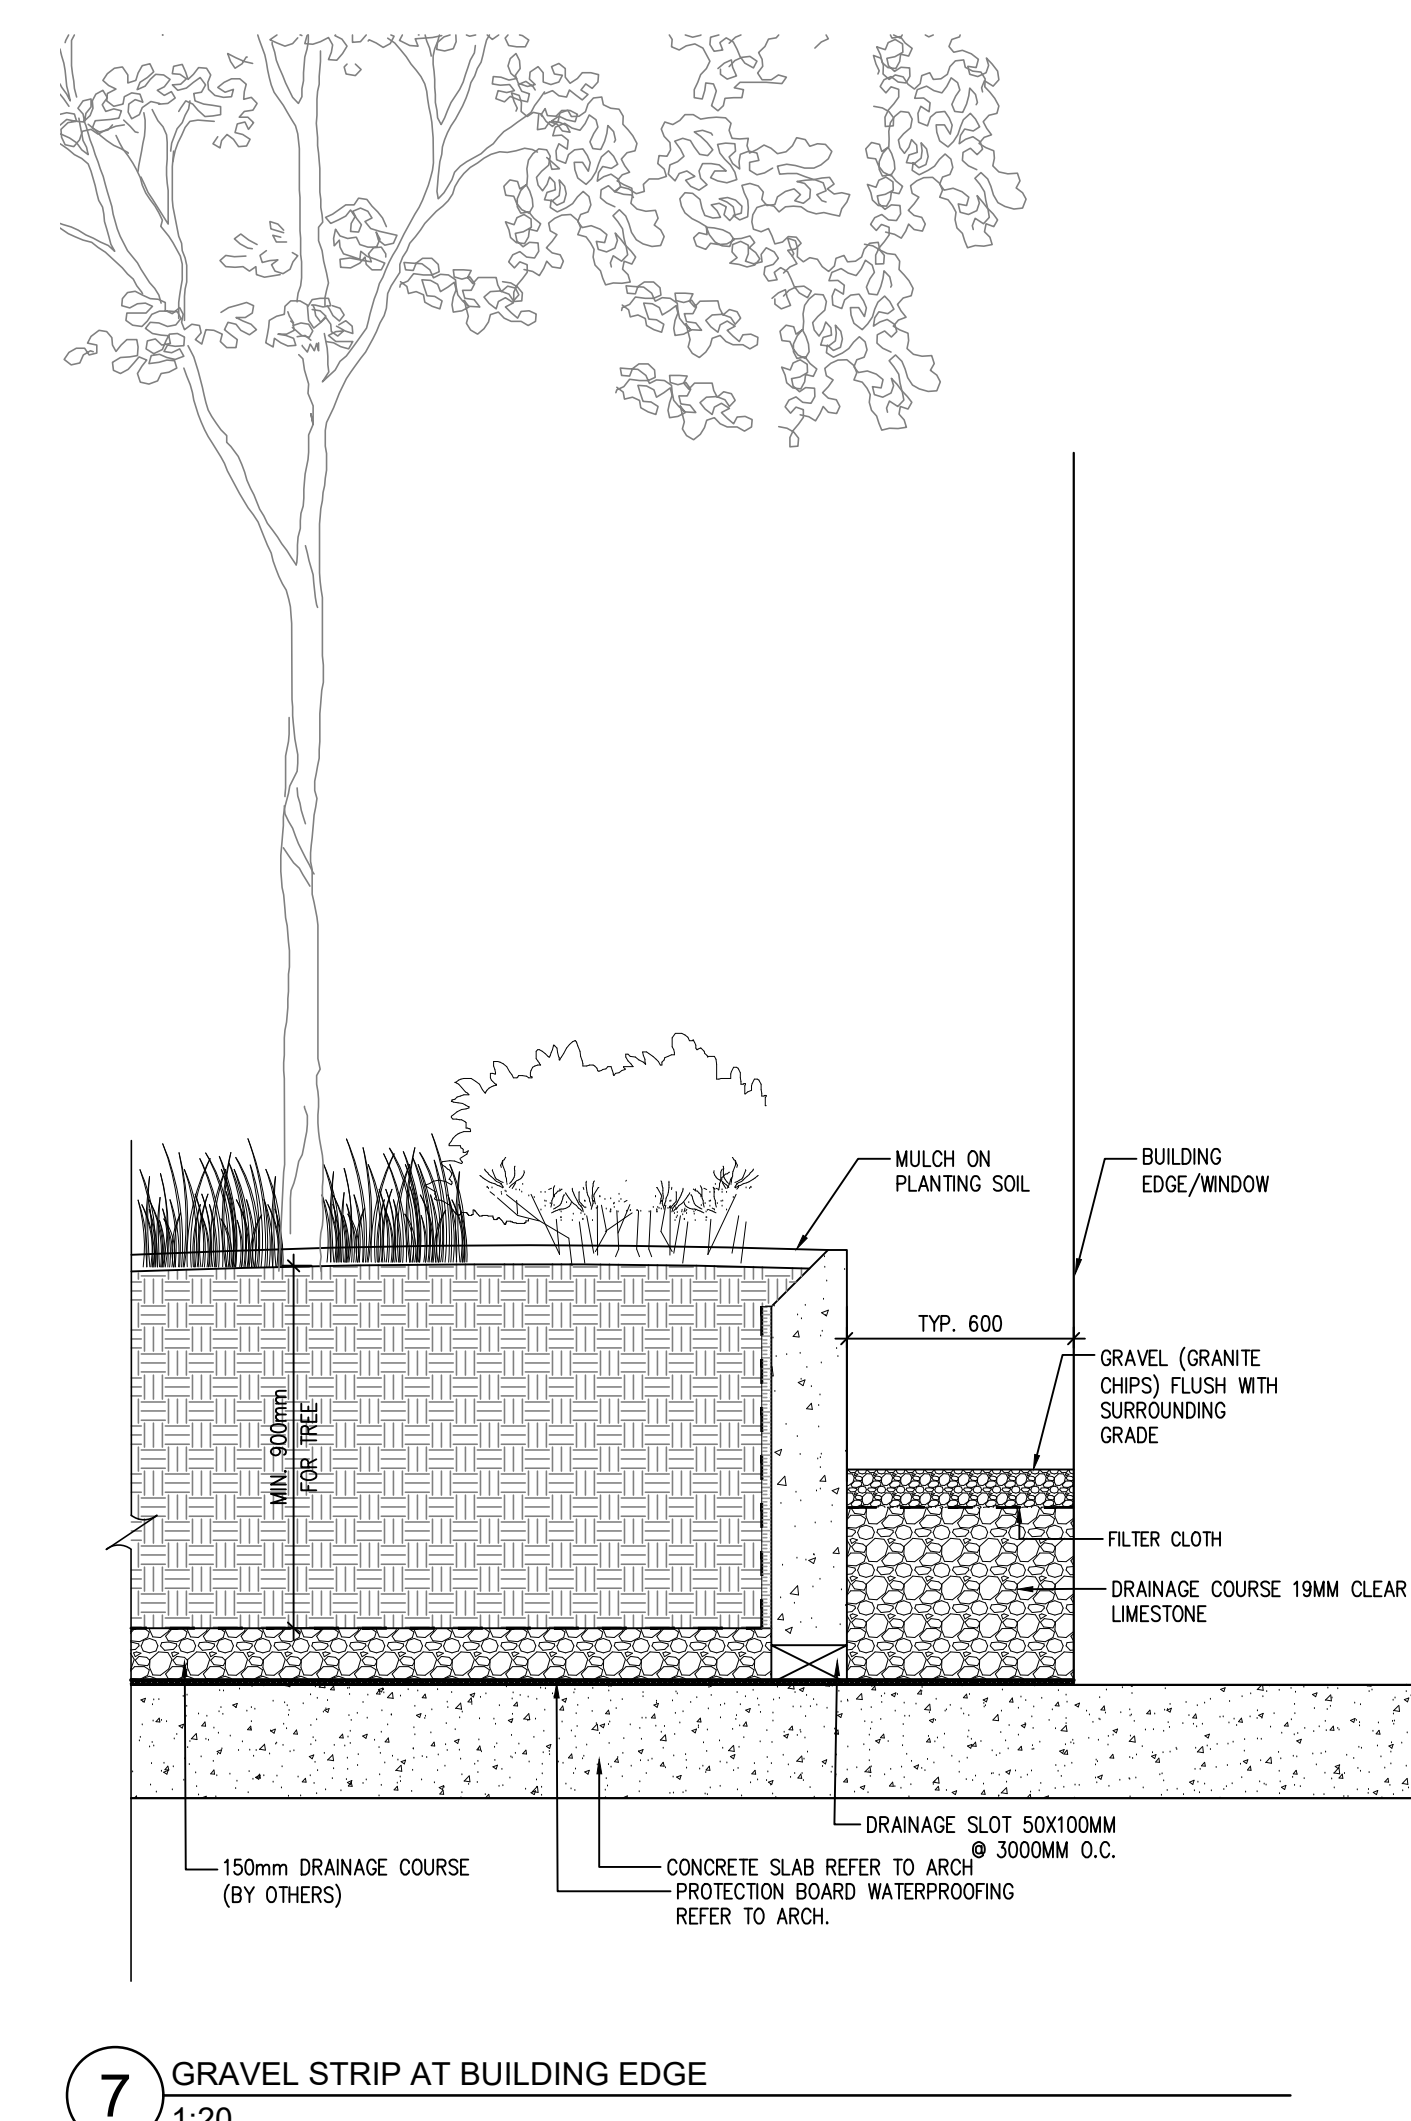 MULCH ON
PLANTING SOIL
BUILDING
EDGE/WINDOW
TYP. 600
GRAVEL (GRANITE
CHIPS) FLUSH WITH
SURROUNDING
GRADE
MIN. 900mm
FOR TREE
FILTER CLOTH
DRAINAGE COURSE 19MM CLEAR
LIMESTONE
DRAINAGE SLOT 50X100MM
@ 3000MM O.C.
150mm DRAINAGE COURSE
(BY OTHERS)
CONCRETE SLAB REFER TO ARCH
PROTECTION BOARD WATERPROOFING
REFER TO ARCH.
7
GRAVEL STRIP AT BUILDING EDGE
1:20